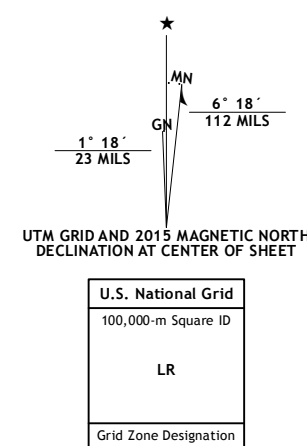 ★
MN
GN
6° 18´
112 MILS
1° 18´
23 MILS
UTM GRID AND 2015 MAGNETIC NORTH
DECLINATION AT CENTER OF SHEET
U.S. National Grid
100,000-m Square ID
LR
Grid Zone Designation